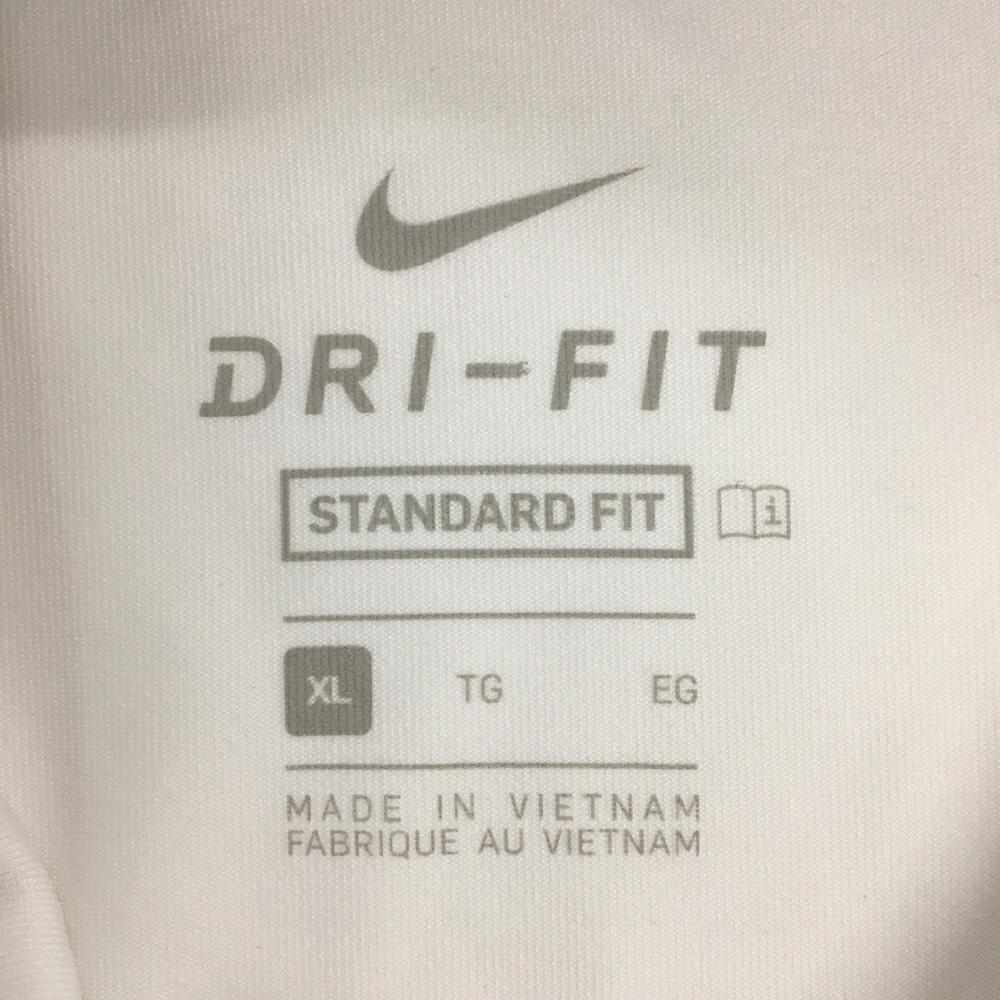 DRI-FIT
STANDARD FIT i
XL TG EG
MADE IN VIETNAM
FABRIQUE AU VIETNAM